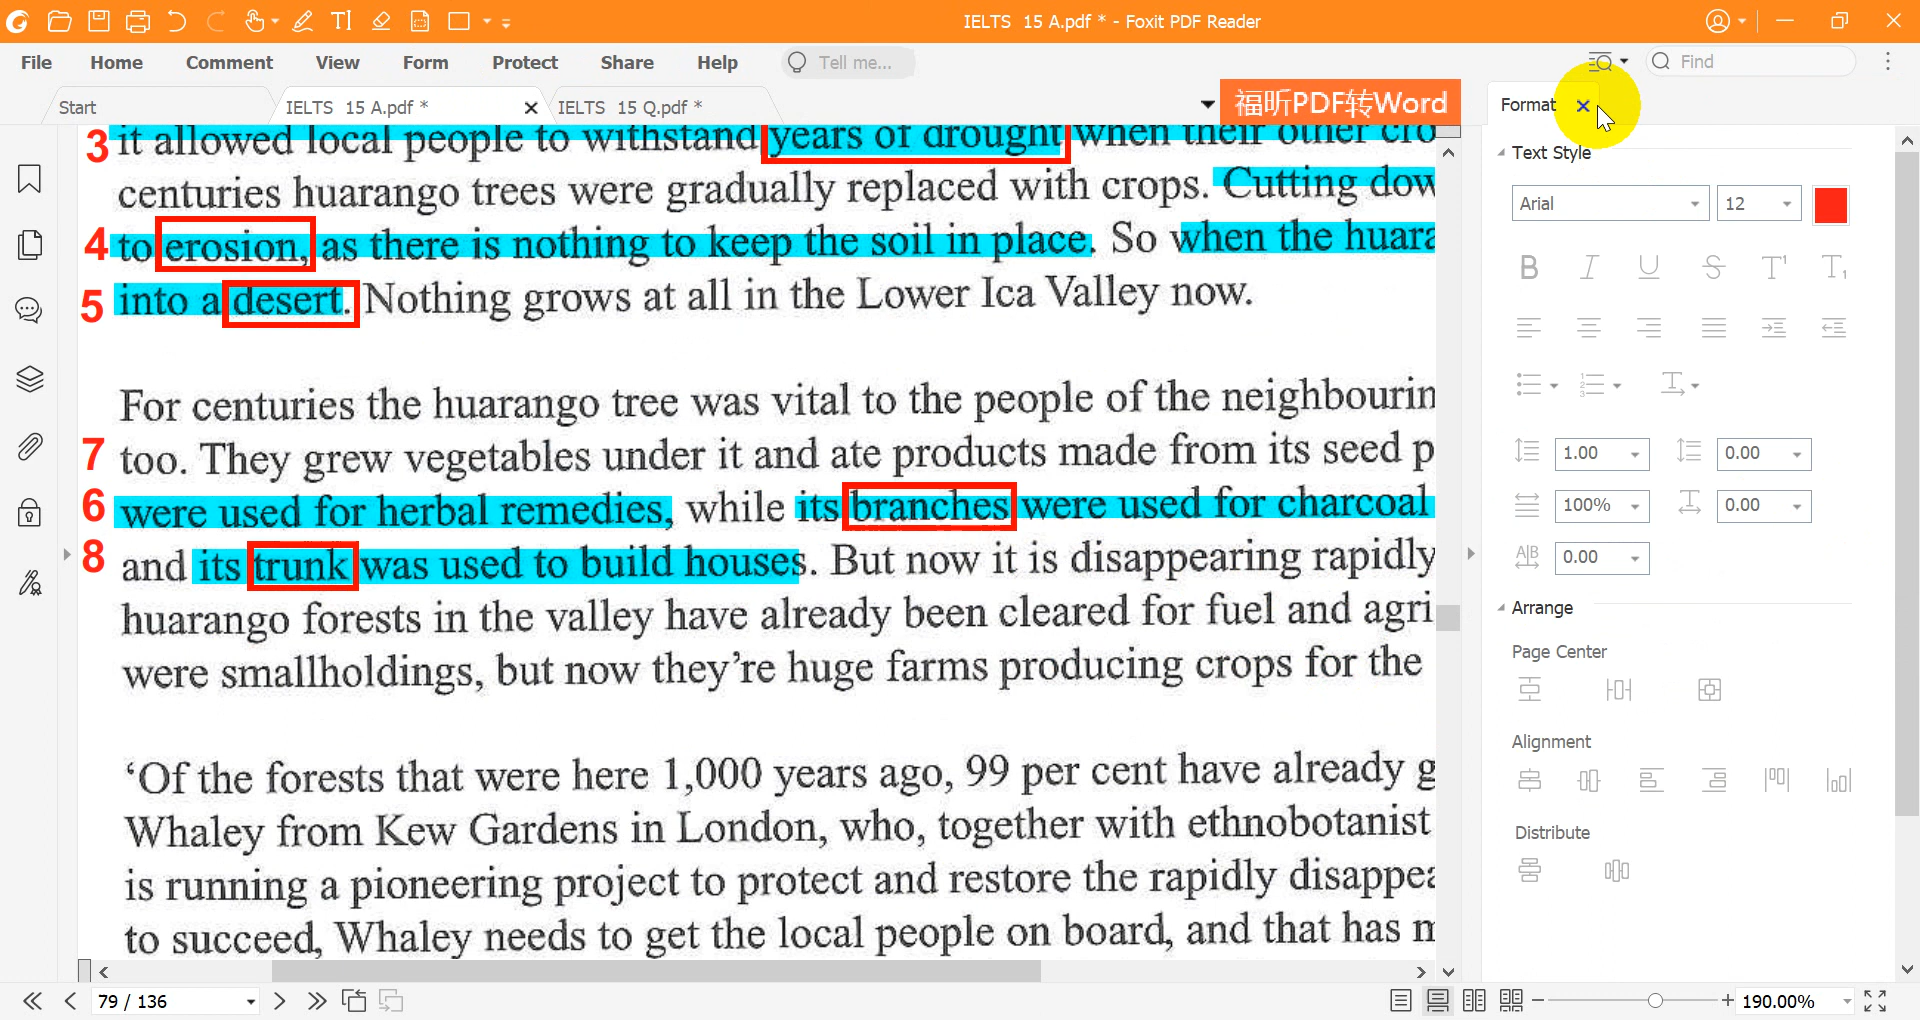 IELTS 15 A.pdf * - Foxit PDF Reader
File Home Comment View Form Protect Share Help Tell me... Find
Start IELTS 15 A.pdf * IELTS 15 Q.pdf * 福昕PDF转Word Format
3 it allowed local people to withstand years of drought when their other cro
centuries huarango trees were gradually replaced with crops. Cutting dow
4 to erosion, as there is nothing to keep the soil in place. So when the huara
5 into a desert. Nothing grows at all in the Lower Ica Valley now.
For centuries the huarango tree was vital to the people of the neighbourin
7 too. They grew vegetables under it and ate products made from its seed p
6 were used for herbal remedies, while its branches were used for charcoal
8 and its trunk was used to build houses. But now it is disappearing rapidly
huarango forests in the valley have already been cleared for fuel and agri
were smallholdings, but now they're huge farms producing crops for the
‘Of the forests that were here 1,000 years ago, 99 per cent have already g
Whaley from Kew Gardens in London, who, together with ethnobotanist
is running a pioneering project to protect and restore the rapidly disappea
to succeed, Whaley needs to get the local people on board, and that has m
Text Style
Arial 12
1.00 0.00
100% 0.00
0.00
Arrange
Page Center
Alignment
Distribute
79 / 136 190.00%